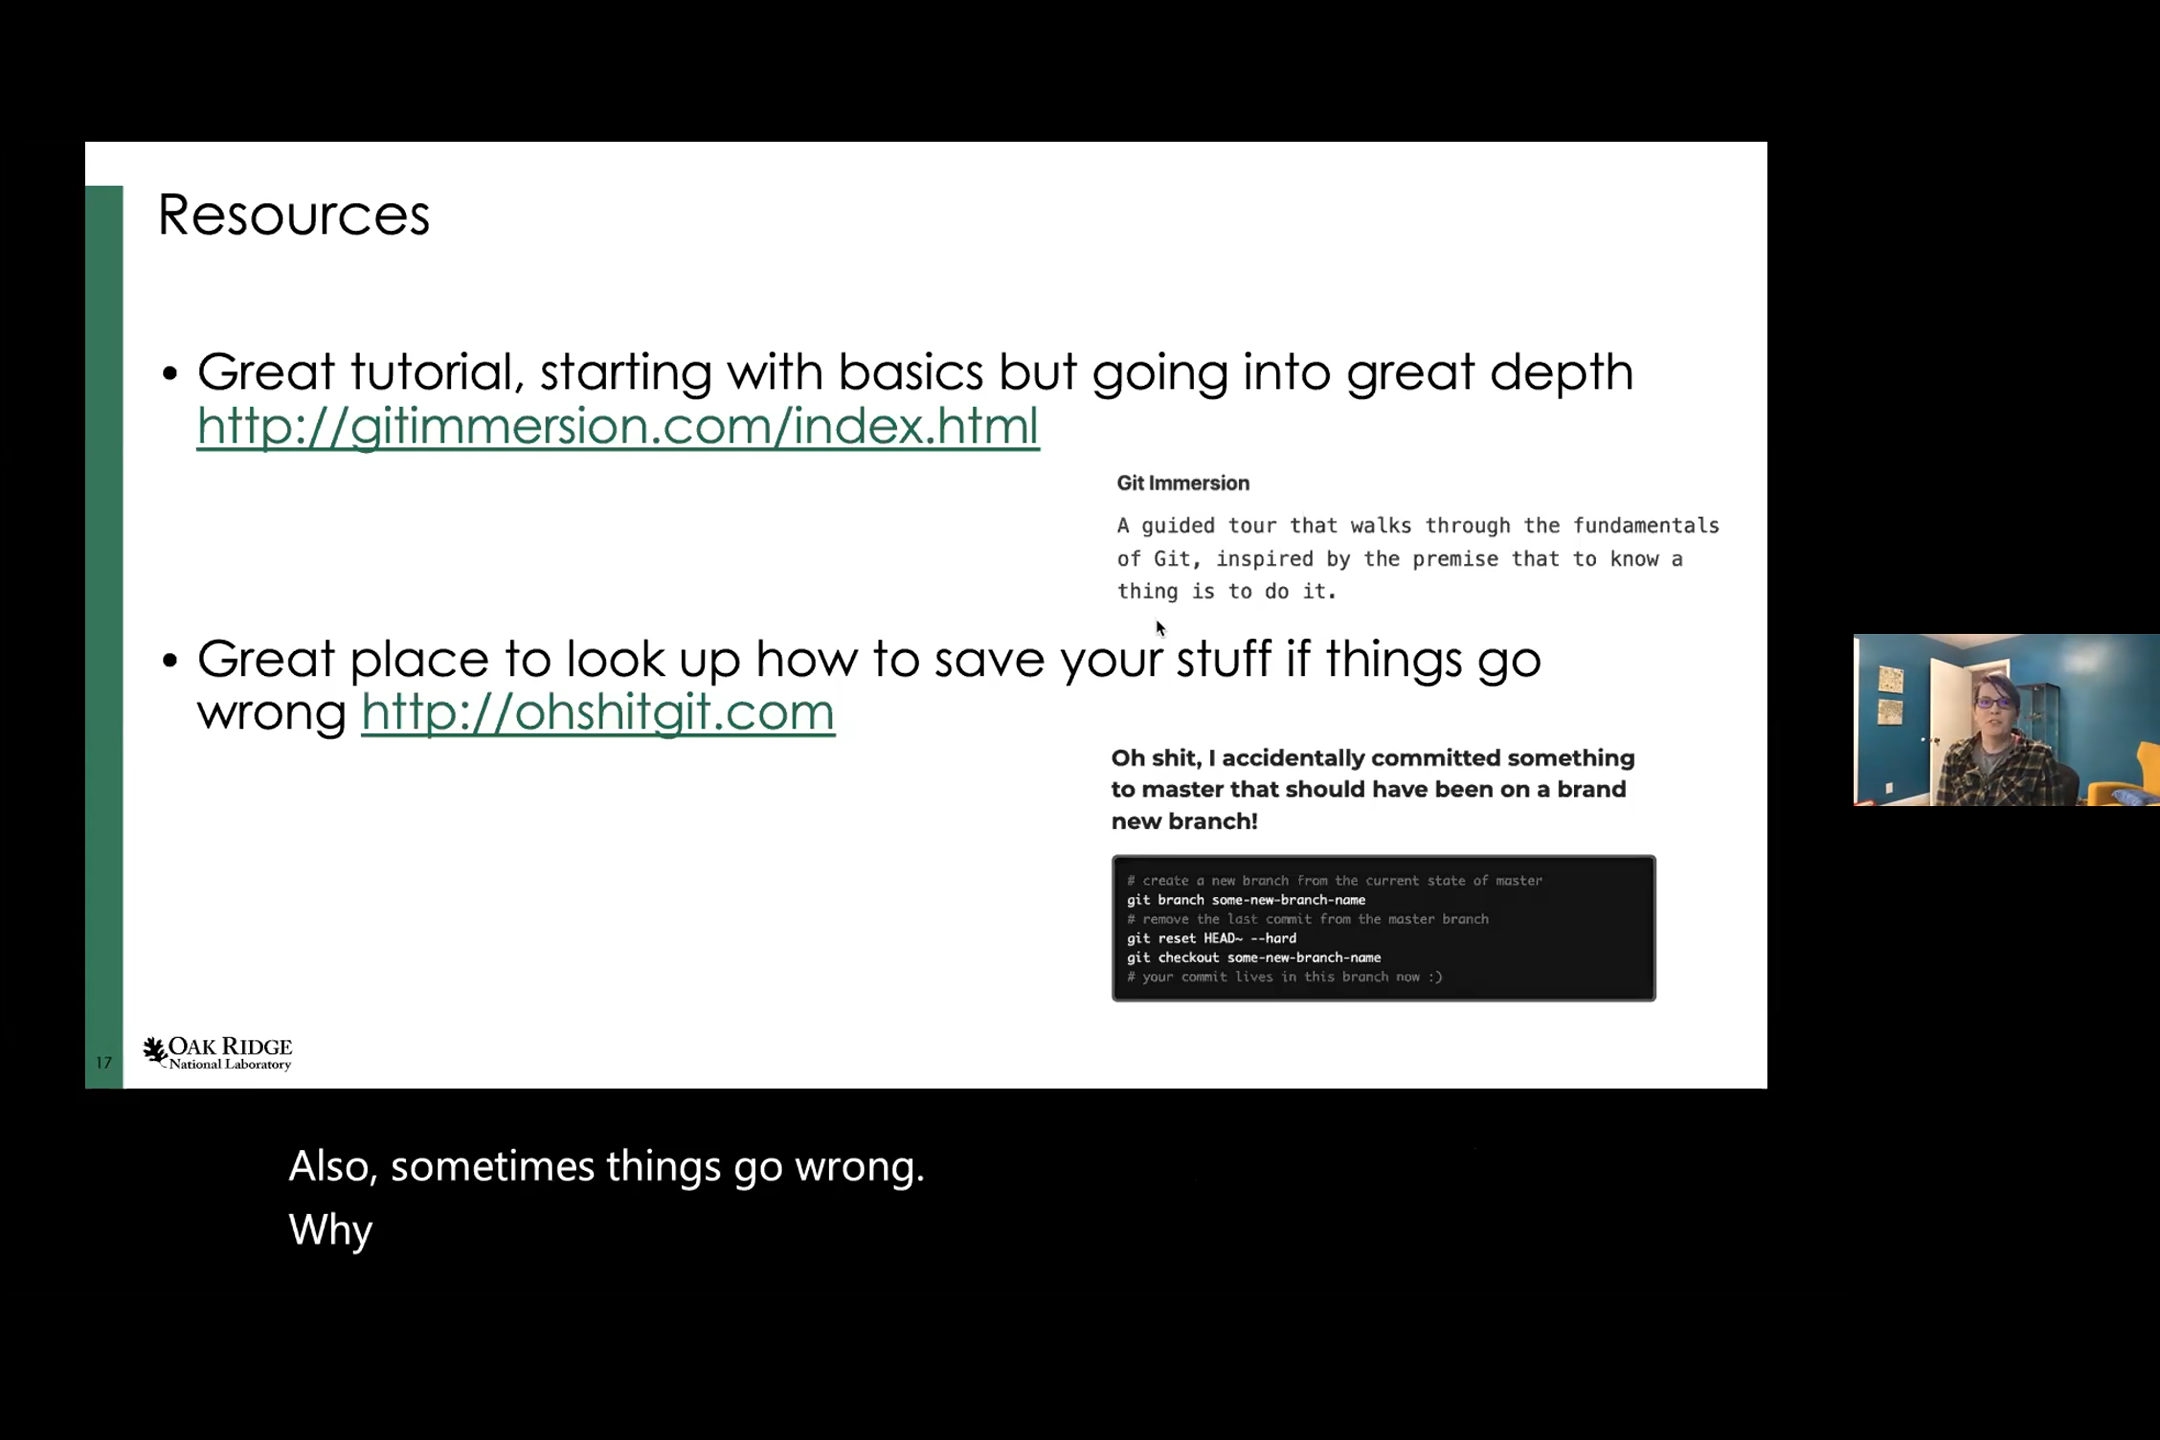 Resources
• Great tutorial, starting with basics but going into great depth
http://gitimmersion.com/index.html
Git Immersion
A guided tour that walks through the fundamentals
of Git, inspired by the premise that to know a
thing is to do it.
• Great place to look up how to save your stuff if things go
wrong http://ohshitgit.com
Oh shit, I accidentally committed something
to master that should have been on a brand
new branch!
# create a new branch from the current state of master
git branch some-new-branch-name
# remove the last commit from the master branch
git reset HEAD~ --hard
git checkout some-new-branch-name
# your commit lives in this branch now :)
17
OAK RIDGE
National Laboratory
Also, sometimes things go wrong.
Why